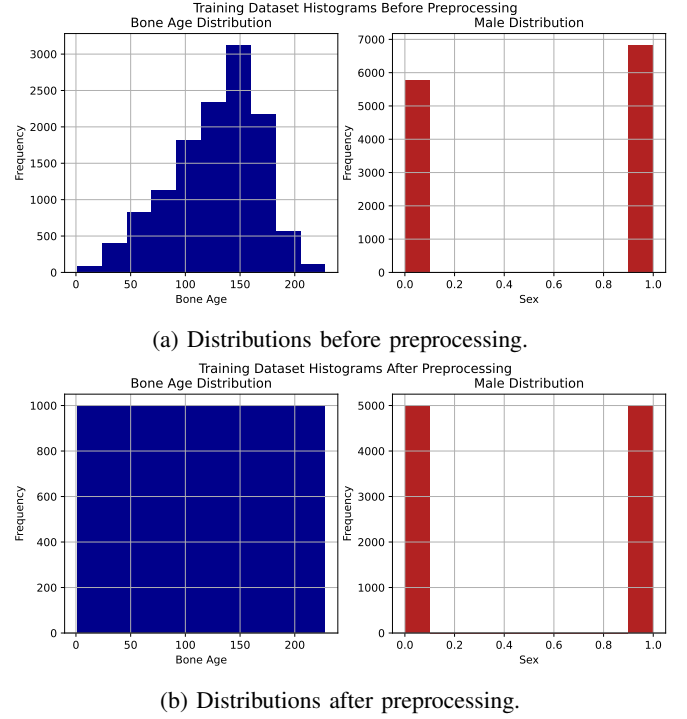 Training Dataset Histograms Before Preprocessing
Bone Age Distribution
Male Distribution
3000
2500
2000
1500
1000
500
0
Frequency
0 50 100 150 200
Bone Age
7000
6000
5000
4000
3000
2000
1000
0
Frequency
0.0 0.2 0.4 0.6 0.8 1.0
Sex
(a) Distributions before preprocessing.
Training Dataset Histograms After Preprocessing
Bone Age Distribution
Male Distribution
1000
800
600
400
200
0
Frequency
0 50 100 150 200
Bone Age
5000
4000
3000
2000
1000
0
Frequency
0.0 0.2 0.4 0.6 0.8 1.0
Sex
(b) Distributions after preprocessing.